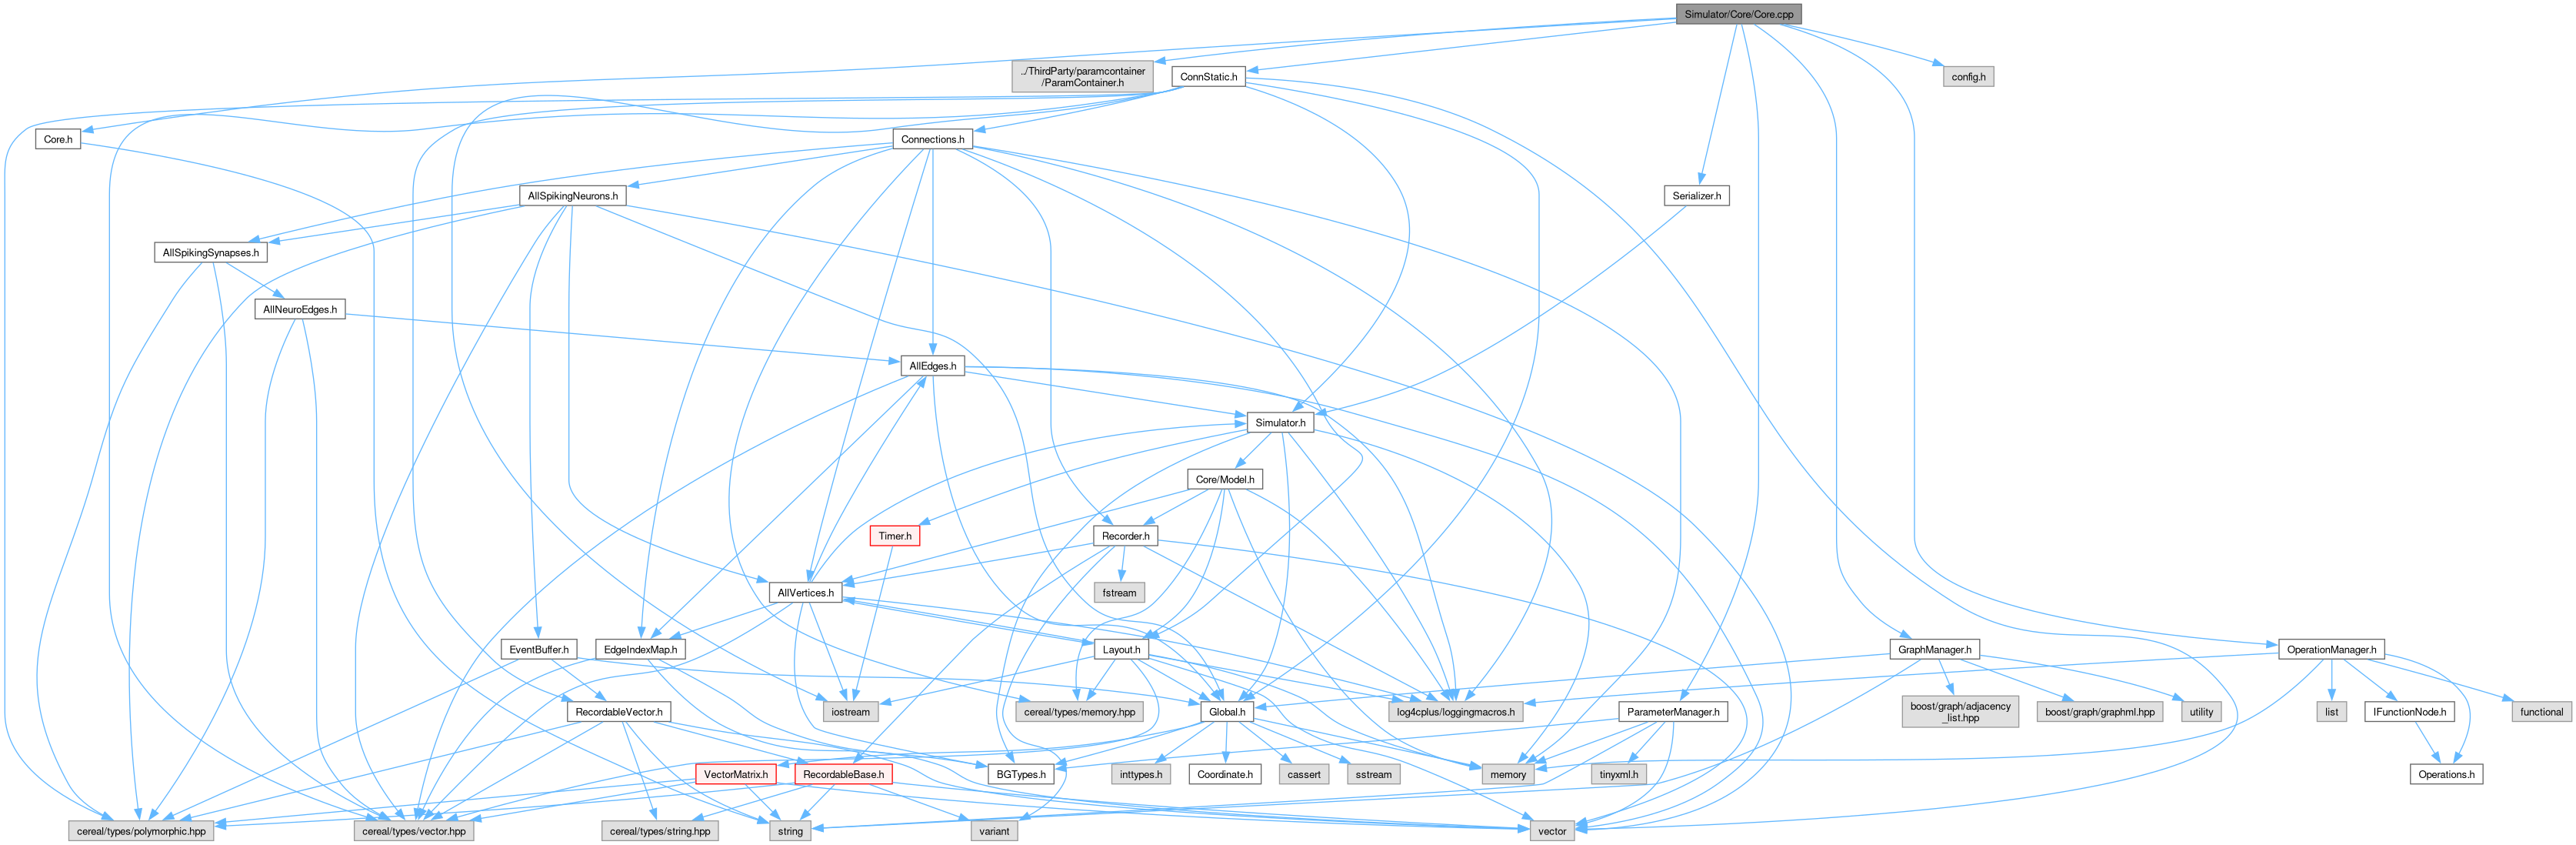 Simulator/Core/Core.cpp
../ThirdParty/paramcontainer
/ParamContainer.h
ConnStatic.h
config.h
Core.h
Connections.h
AllSpikingNeurons.h
Serializer.h
AllSpikingSynapses.h
AllNeuroEdges.h
AllEdges.h
Simulator.h
Core/Model.h
Timer.h
Recorder.h
AllVertices.h
fstream
EventBuffer.h
EdgeIndexMap.h
Layout.h
GraphManager.h
OperationManager.h
RecordableVector.h
iostream
cereal/types/memory.hpp
Global.h
log4cplus/loggingmacros.h
ParameterManager.h
boost/graph/adjacency
_list.hpp
boost/graph/graphml.hpp
utility
list
IFunctionNode.h
functional
VectorMatrix.h
RecordableBase.h
BGTypes.h
inttypes.h
Coordinate.h
cassert
sstream
memory
tinyxml.h
Operations.h
cereal/types/polymorphic.hpp
cereal/types/vector.hpp
cereal/types/string.hpp
string
variant
vector